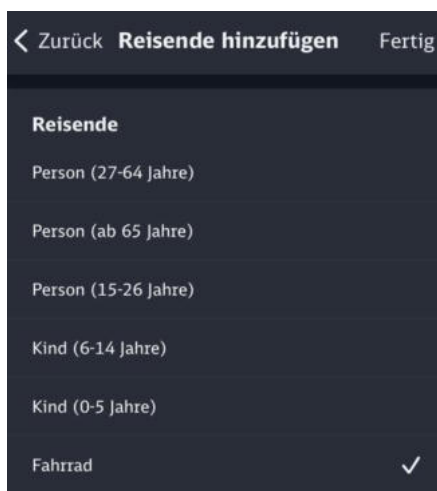 Zurück Reisende hinzufügen Fertig
Reisende
Person (27-64 Jahre)
Person (ab 65 Jahre)
Person (15-26 Jahre)
Kind (6-14 Jahre)
Kind (0-5 Jahre)
Fahrrad